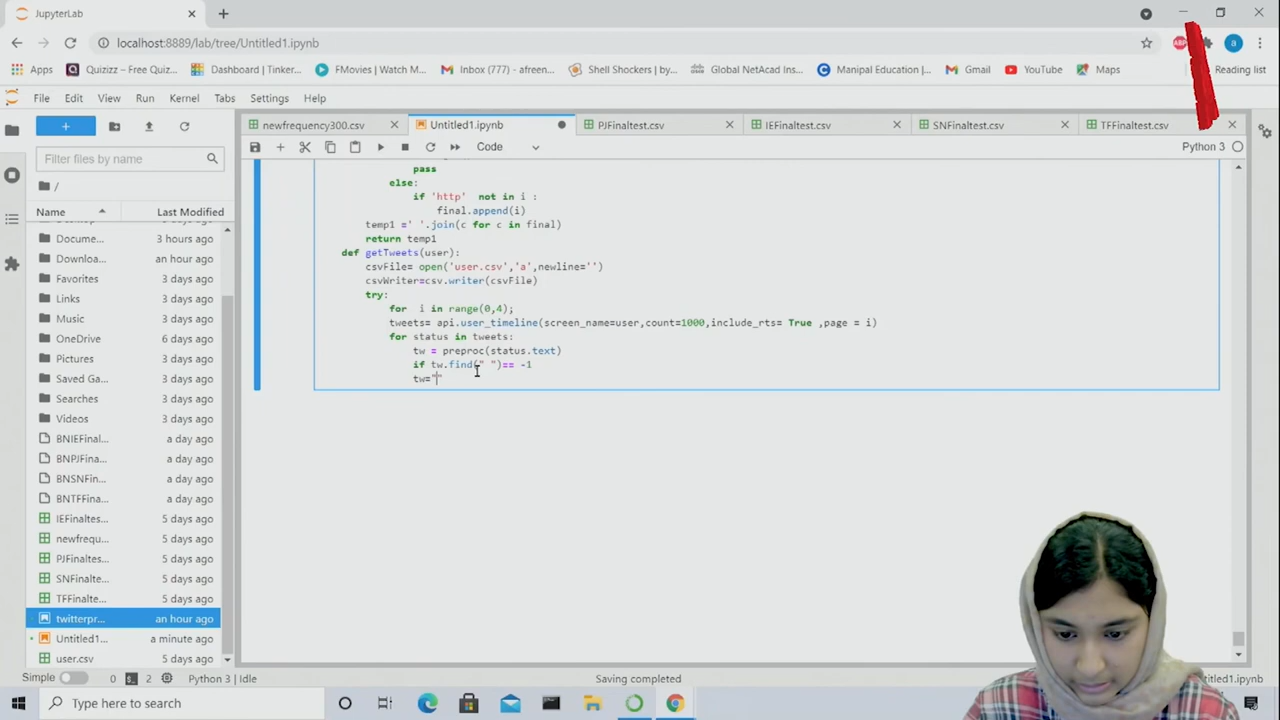 JupyterLab
localhost:8889/lab/tree/Untitled1.ipynb
Apps
Quizizz – Free Quiz...
Dashboard | Tinker...
FMovies | Watch M...
Inbox (777) - afreen...
Shell Shockers | by...
Global NetAcad Ins...
Manipal Education |...
Gmail
YouTube
Maps
Reading list
File Edit View Run Kernel Tabs Settings Help
newfrequency300.csv
Untitled1.ipynb
PJFinaltest.csv
IEFinaltest.csv
SNFinaltest.csv
TFFinaltest.csv
Code
Python 3
Filter files by name
/
Name Last Modified
Docume... 3 hours ago
Downloa... an hour ago
Favorites 3 days ago
Links 3 days ago
Music 3 days ago
OneDrive 6 days ago
Pictures 3 days ago
Saved Ga... 3 days ago
Searches 3 days ago
Videos 3 days ago
BNIEFinal... a day ago
BNPJFinal... a day ago
BNSNFin... a day ago
BNTFFina... a day ago
IEFinaltes... 5 days ago
newfrequ... 5 days ago
PJFinaltes... 5 days ago
SNFinalte... 5 days ago
TFFinalte... 5 days ago
twitterpr... an hour ago
Untitled1... a minute ago
user.csv 5 days ago
pass
else:
if 'http' not in i :
final.append(i)
temp1 =' '.join(c for c in final)
return temp1
def getTweets(user):
csvFile= open('user.csv','a',newline='')
csvWriter=csv.writer(csvFile)
try:
for i in range(0,4);
tweets= api.user_timeline(screen_name=user,count=1000,include_rts= True ,page = i)
for status in tweets:
tw = preproc(status.text)
if tw.find(" ")== -1
tw=""
Simple 0 2 Python 3 | Idle Saving completed
Type here to search